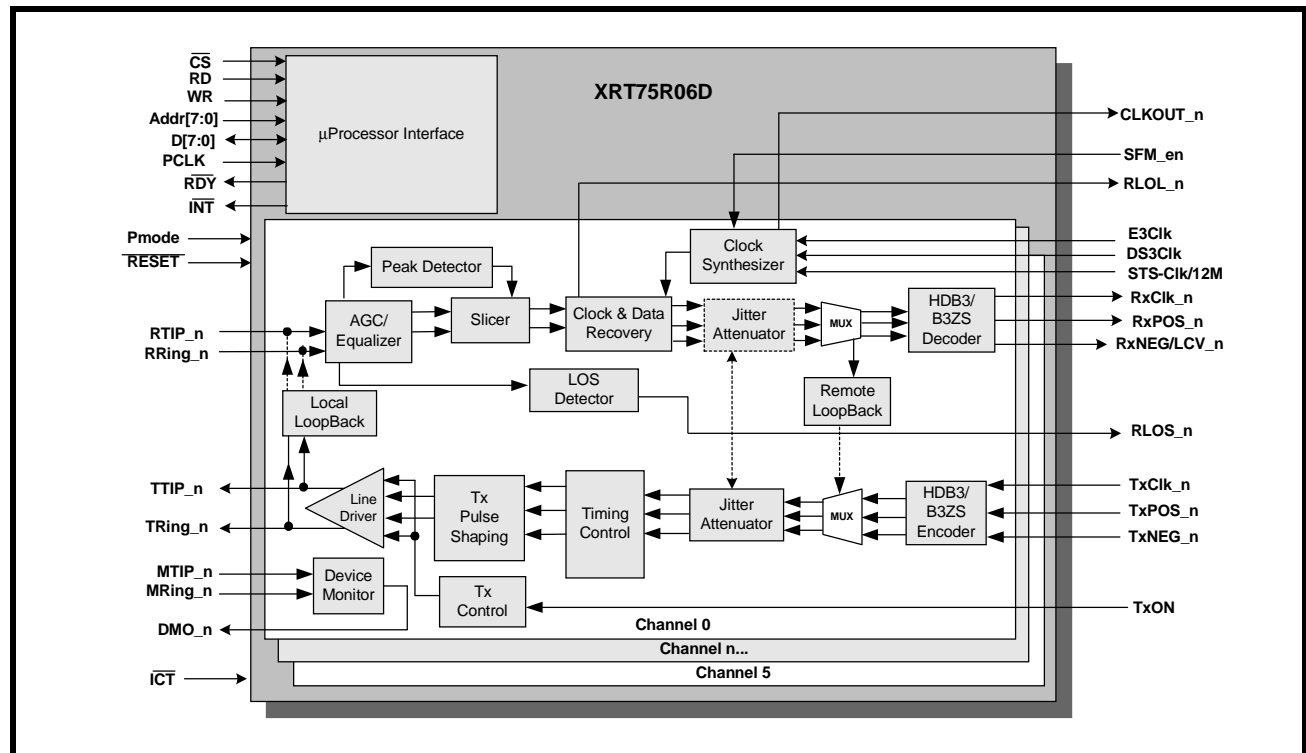 XRT75R06D
CS
RD
WR
Addr[7:0]
D[7:0]
PCLK
RDY
INT
µProcessor Interface
Pmode
RESET
CLKOUT_n
SFM_en
RLOL_n
E3Clk
DS3Clk
STS-Clk/12M
Clock
Synthesizer
Peak Detector
RTIP_n
RRing_n
AGC/
Equalizer
Slicer
Clock & Data
Recovery
Jitter
Attenuator
MUX
HDB3/
B3ZS
Decoder
RxClk_n
RxPOS_n
RxNEG/LCV_n
LOS
Detector
Remote
LoopBack
Local
LoopBack
RLOS_n
TTIP_n
TRing_n
Line
Driver
Tx
Pulse
Shaping
Timing
Control
Jitter
Attenuator
MUX
HDB3/
B3ZS
Encoder
TxClk_n
TxPOS_n
TxNEG_n
MTIP_n
MRing_n
DMO_n
Device
Monitor
Tx
Control
TxON
Channel 0
Channel n...
Channel 5
ICT